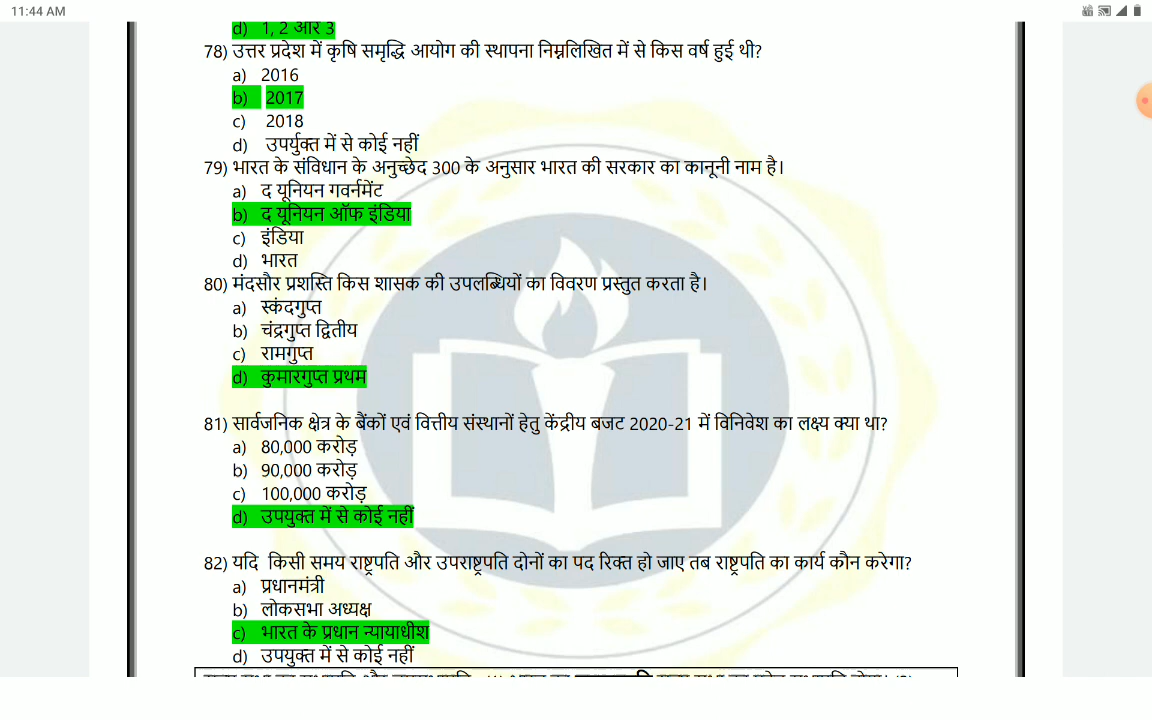 11:44 AM
d) 1, 2 और 3
78) उत्तर प्रदेश में कृषि समृद्धि आयोग की स्थापना निम्नलिखित में से किस वर्ष हुई थी?
a) 2016
b) 2017
c) 2018
d) उपर्युक्त में से कोई नहीं
79) भारत के संविधान के अनुच्छेद 300 के अनुसार भारत की सरकार का कानूनी नाम है।
a) द यूनियन गवर्नमेंट
b) द यूनियन ऑफ इंडिया
c) इंडिया
d) भारत
80) मंदसौर प्रशस्ति किस शासक की उपलब्धियों का विवरण प्रस्तुत करता है।
a) स्कंदगुप्त
b) चंद्रगुप्त द्वितीय
c) रामगुप्त
d) कुमारगुप्त प्रथम
81) सार्वजनिक क्षेत्र के बैंकों एवं वित्तीय संस्थानों हेतु केंद्रीय बजट 2020-21 में विनिवेश का लक्ष्य क्या था?
a) 80,000 करोड़
b) 90,000 करोड़
c) 100,000 करोड़
d) उपयुक्त में से कोई नहीं
82) यदि किसी समय राष्ट्रपति और उपराष्ट्रपति दोनों का पद रिक्त हो जाए तब राष्ट्रपति का कार्य कौन करेगा?
a) प्रधानमंत्री
b) लोकसभा अध्यक्ष
c) भारत के प्रधान न्यायाधीश
d) उपयुक्त में से कोई नहीं